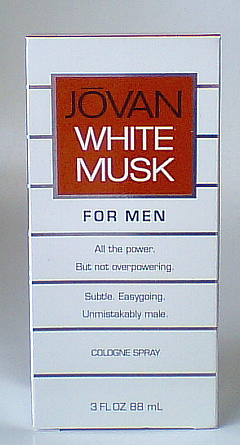 JŌVAN
WHITE
MUSK
FOR MEN
All the power.
But not overpowering.
Subtle. Easygoing.
Unmistakably male.
COLOGNE SPRAY
3 FL OZ 88 mL